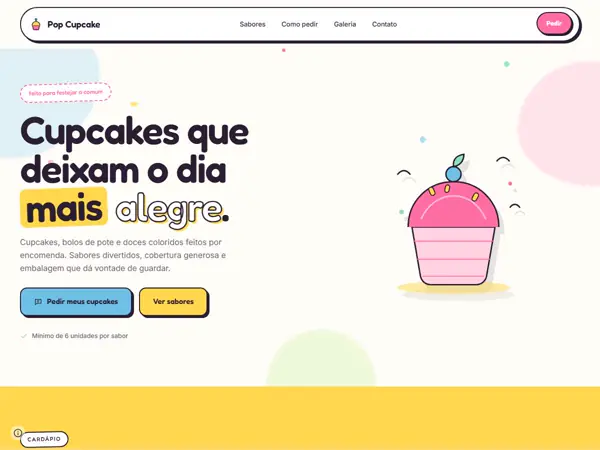 Pop Cupcake
Sabores
Como pedir
Galeria
Contato
Pedir
feito para festejar o comum
Cupcakes que
deixam o dia
mais alegre.
Cupcakes, bolos de pote e doces coloridos feitos por
encomenda. Sabores divertidos, cobertura generosa e
embalagem que dá vontade de guardar.
Pedir meus cupcakes
Ver sabores
Mínimo de 6 unidades por sabor
CARDÁPIO